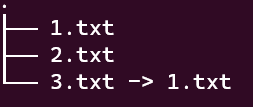 .
├── 1.txt
├── 2.txt
└── 3.txt -> 1.txt